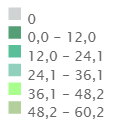 0
0,0 – 12,0
12,0 – 24,1
24,1 – 36,1
36,1 – 48,2
48,2 – 60,2